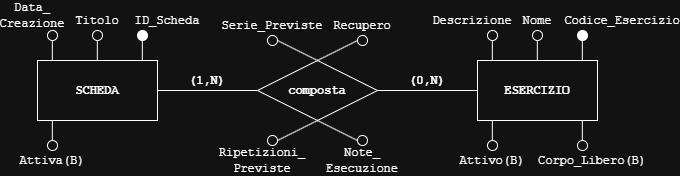 Data_
Creazione
Titolo
ID_Scheda
Serie_Previste
Recupero
Descrizione
Nome
Codice_Esercizio
SCHEDA
(1,N)
composta
(0,N)
ESERCIZIO
Attiva(B)
Ripetizioni_
Previste
Note_
Esecuzione
Attivo(B)
Corpo_Libero(B)